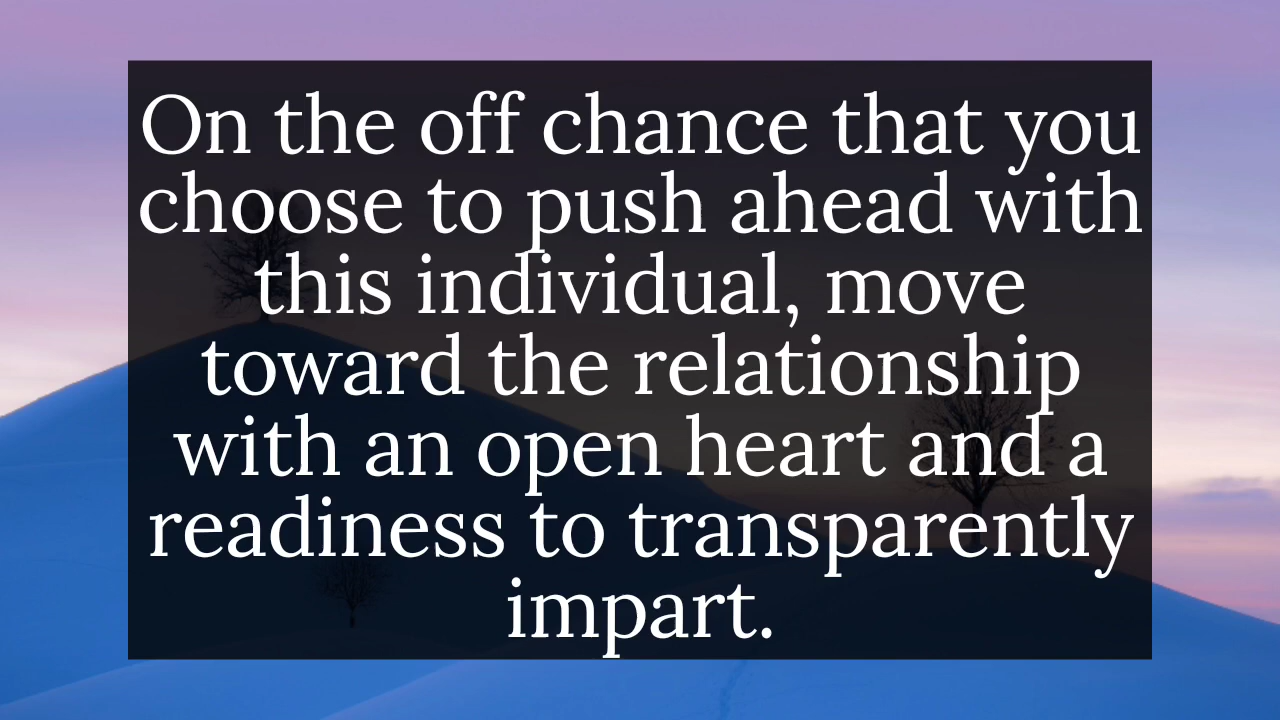 On the off chance that you
choose to push ahead with
this individual, move
toward the relationship
with an open heart and a
readiness to transparently
impart.